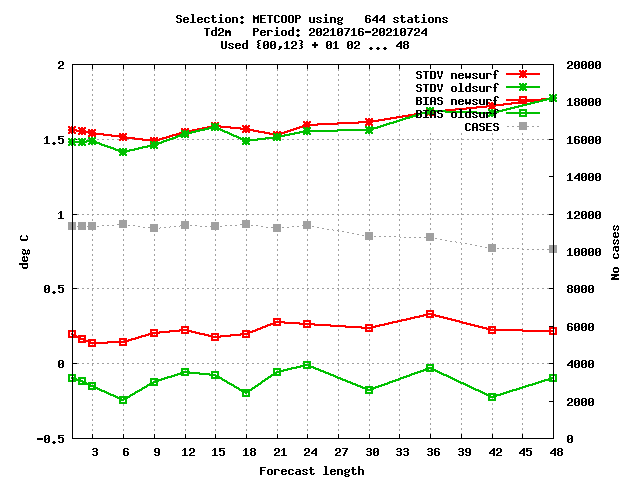 Selection: METCOOP using   644 stations
Td2m   Period: 20210716-20210724
Used {00,12} + 01 02 ... 48
2
1.5
1
0.5
0
-0.5
deg C
20000
18000
16000
14000
12000
10000
8000
6000
4000
2000
0
No cases
STDV newsurf
STDV oldsurf
BIAS newsurf
BIAS oldsurf
CASES
3 6 9 12 15 18 21 24 27 30 33 36 39 42 45 48
Forecast length